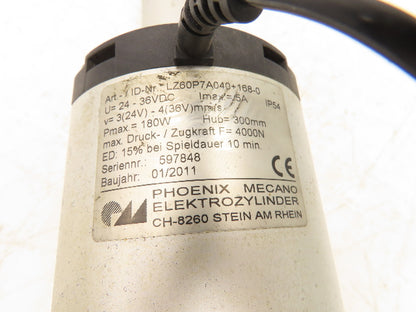 Art.- / ID-Nr.: LZ60P7A040+168-0
U= 24 - 36VDC Imax= 6A IP54
v= 3(24V) - 4(36V)mm/s
Pmax = 180W Hub= 300mm
max. Druck- / Zugkraft F= 4000N
ED: 15% bei Spieldauer 10 min.
Seriennr.: 597848
Baujahr: 01/2011 CE
PHOENIX MECANO
ELEKTROZYLINDER
CH-8260 STEIN AM RHEIN